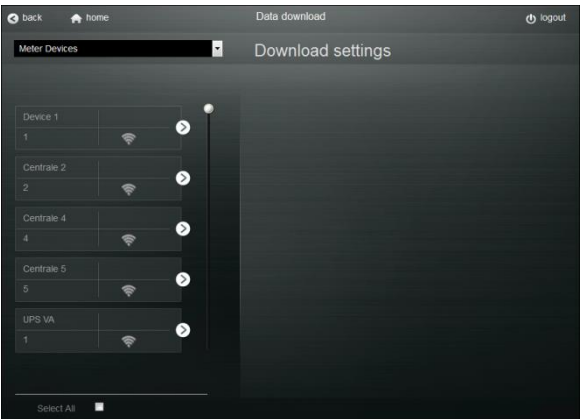 back home Data download logout
Meter Devices
Download settings
Device 1
1
Centrale 2
2
Centrale 4
4
Centrale 5
5
UPS VA
1
Select All